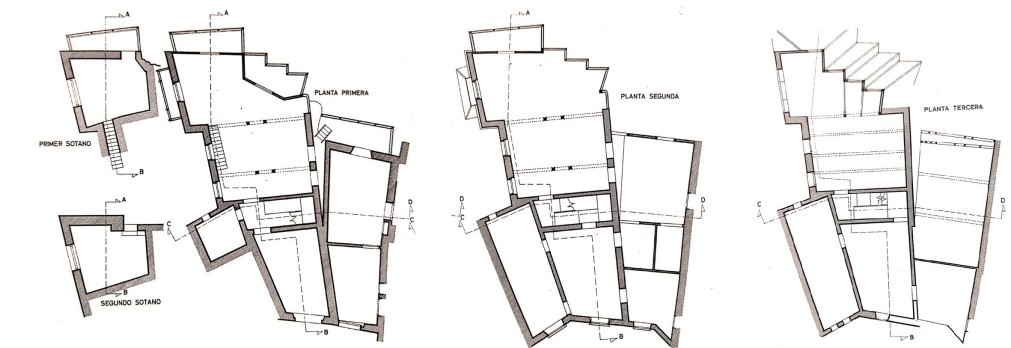 A
PRIMER SOTANO
B
A
C
SEGUNDO SOTANO
B
A
PLANTA PRIMERA
D
C
B
A
PLANTA SEGUNDA
C
D
B
PLANTA TERCERA
C
D
B